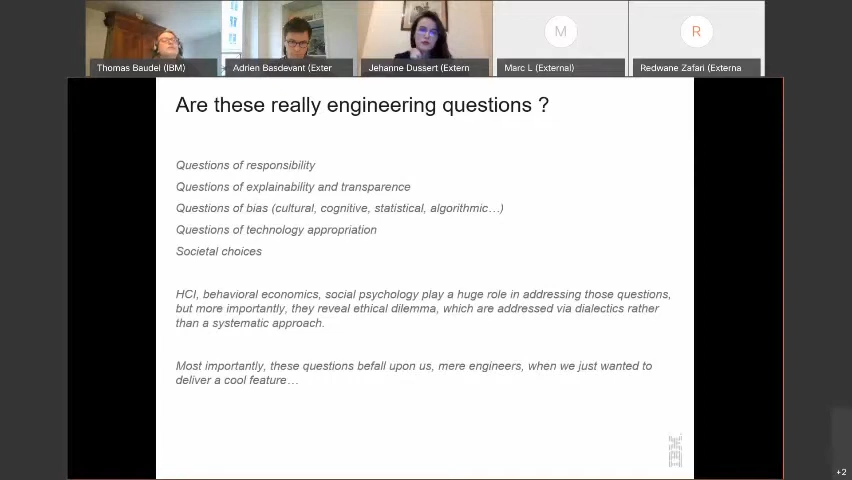 M
R
Thomas Baudel (IBM)
Adrien Basdevant (Exter
Jehanne Dussert (Extern
Marc L (External)
Redwane Zafari (Externa
Are these really engineering questions ?
Questions of responsibility
Questions of explainability and transparence
Questions of bias (cultural, cognitive, statistical, algorithmic…)
Questions of technology appropriation
Societal choices
HCI, behavioral economics, social psychology play a huge role in addressing those questions,
but more importantly, they reveal ethical dilemma, which are addressed via dialectics rather
than a systematic approach.
Most importantly, these questions befall upon us, mere engineers, when we just wanted to
deliver a cool feature…
IBM
+2